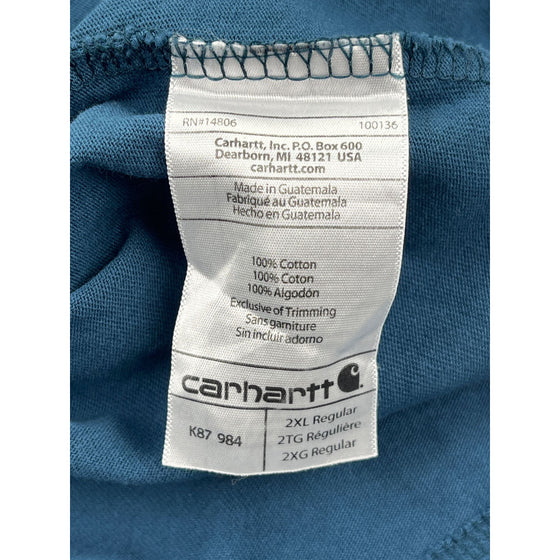 RN#14806 100136
Carhartt, Inc. P.O. Box 600
Dearborn, MI 48121 USA
carhartt.com
Made in Guatemala
Fabriqué au Guatemala
Hecho en Guatemala
100% Cotton
100% Coton
100% Algodón
Exclusive of Trimming
Sans garniture
Sin incluir adorno
carhartt
K87 984
2XL Regular
2TG Régulière
2XG Regular